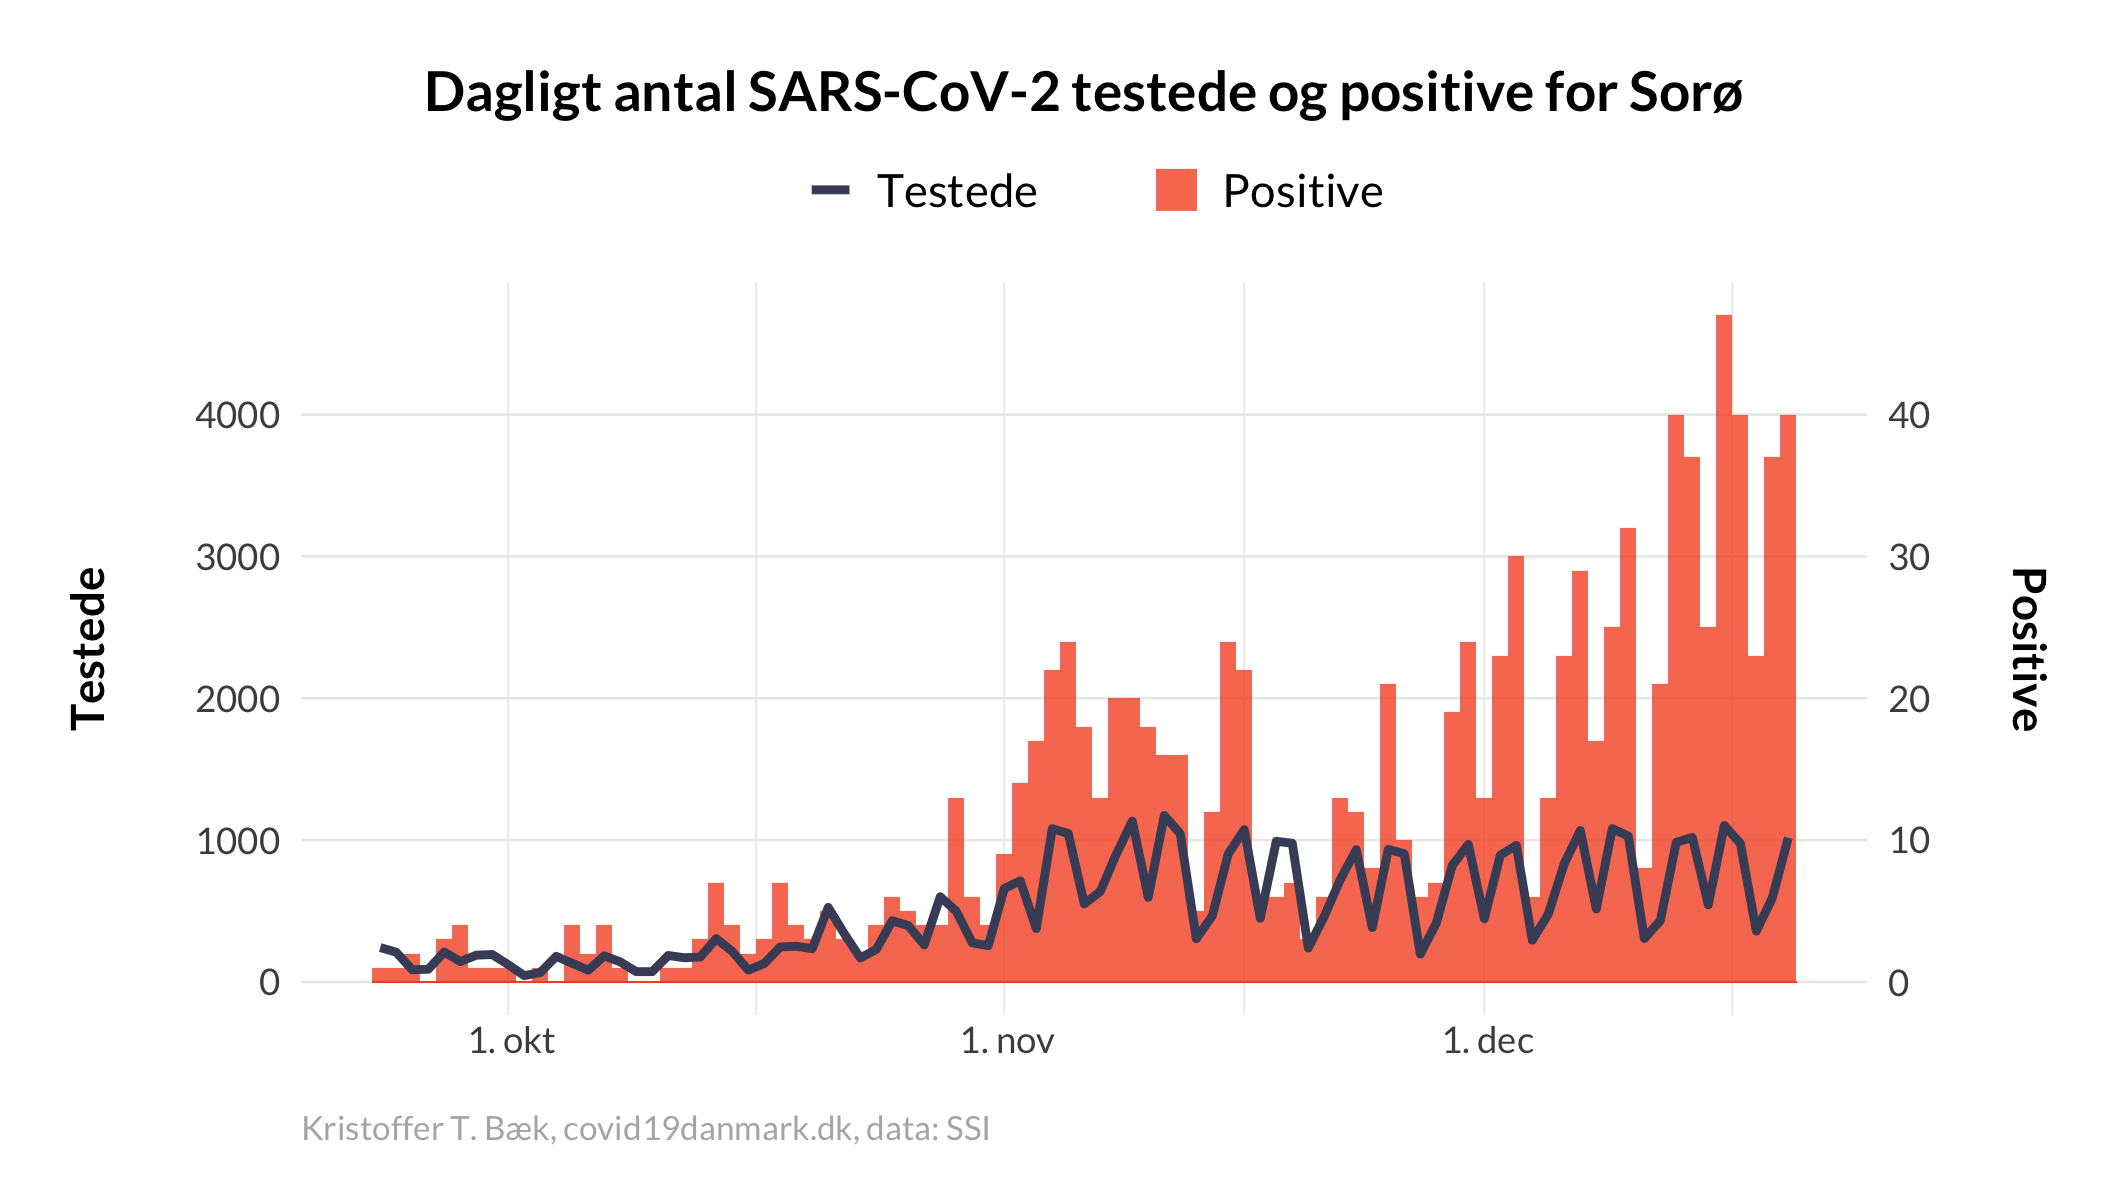 Dagligt antal SARS-CoV-2 testede og positive for Sorø
Testede
Positive
4000
3000
2000
1000
0
Testede
40
30
20
10
0
Positive
1. okt
1. nov
1. dec
Kristoffer T. Bæk, covid19danmark.dk, data: SSI